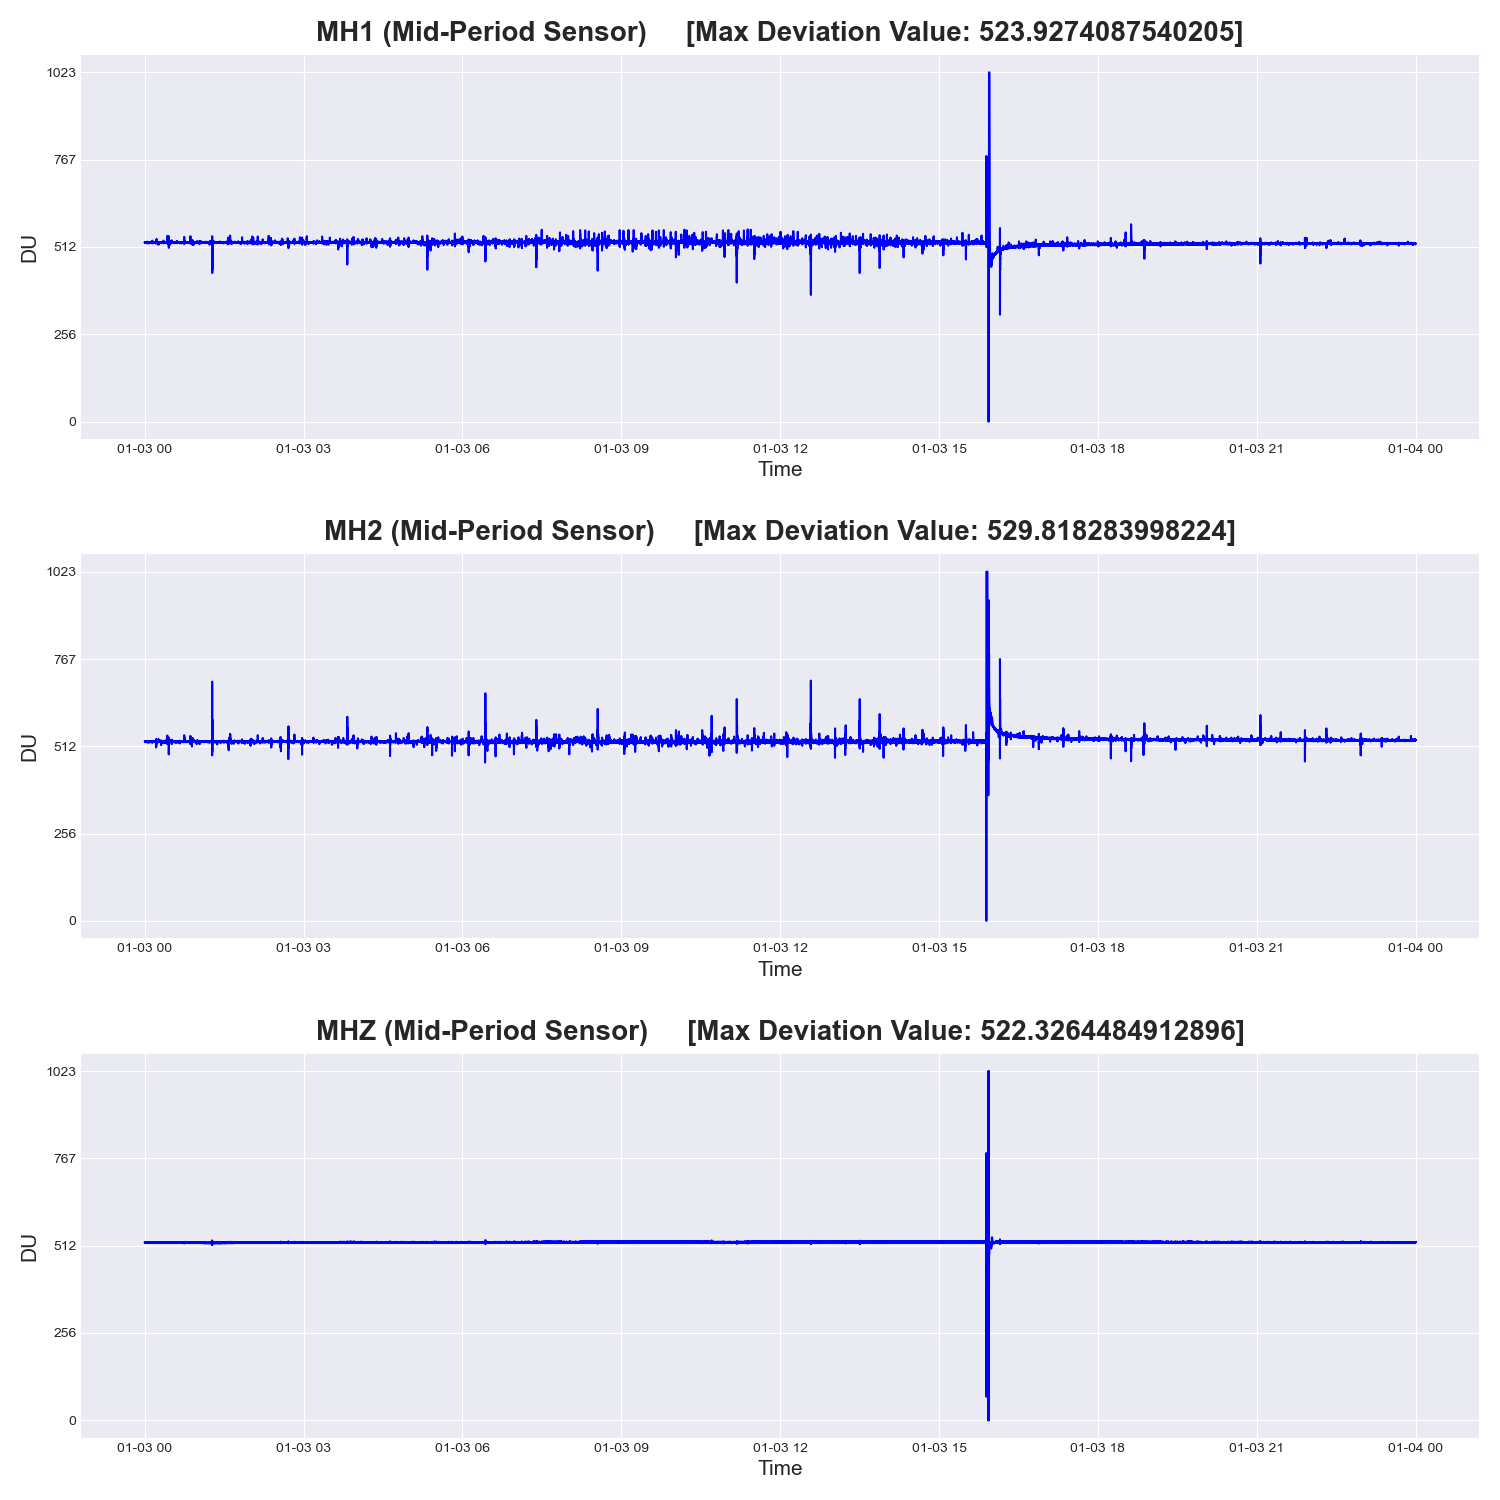 MH1 (Mid-Period Sensor) [Max Deviation Value: 523.9274087540205]
1023
767
512
256
0
DU
01-03 00 01-03 03 01-03 06 01-03 09 01-03 12 01-03 15 01-03 18 01-03 21 01-04 00
Time
MH2 (Mid-Period Sensor) [Max Deviation Value: 529.818283998224]
1023
767
512
256
0
DU
01-03 00 01-03 03 01-03 06 01-03 09 01-03 12 01-03 15 01-03 18 01-03 21 01-04 00
Time
MHZ (Mid-Period Sensor) [Max Deviation Value: 522.3264484912896]
1023
767
512
256
0
DU
01-03 00 01-03 03 01-03 06 01-03 09 01-03 12 01-03 15 01-03 18 01-03 21 01-04 00
Time